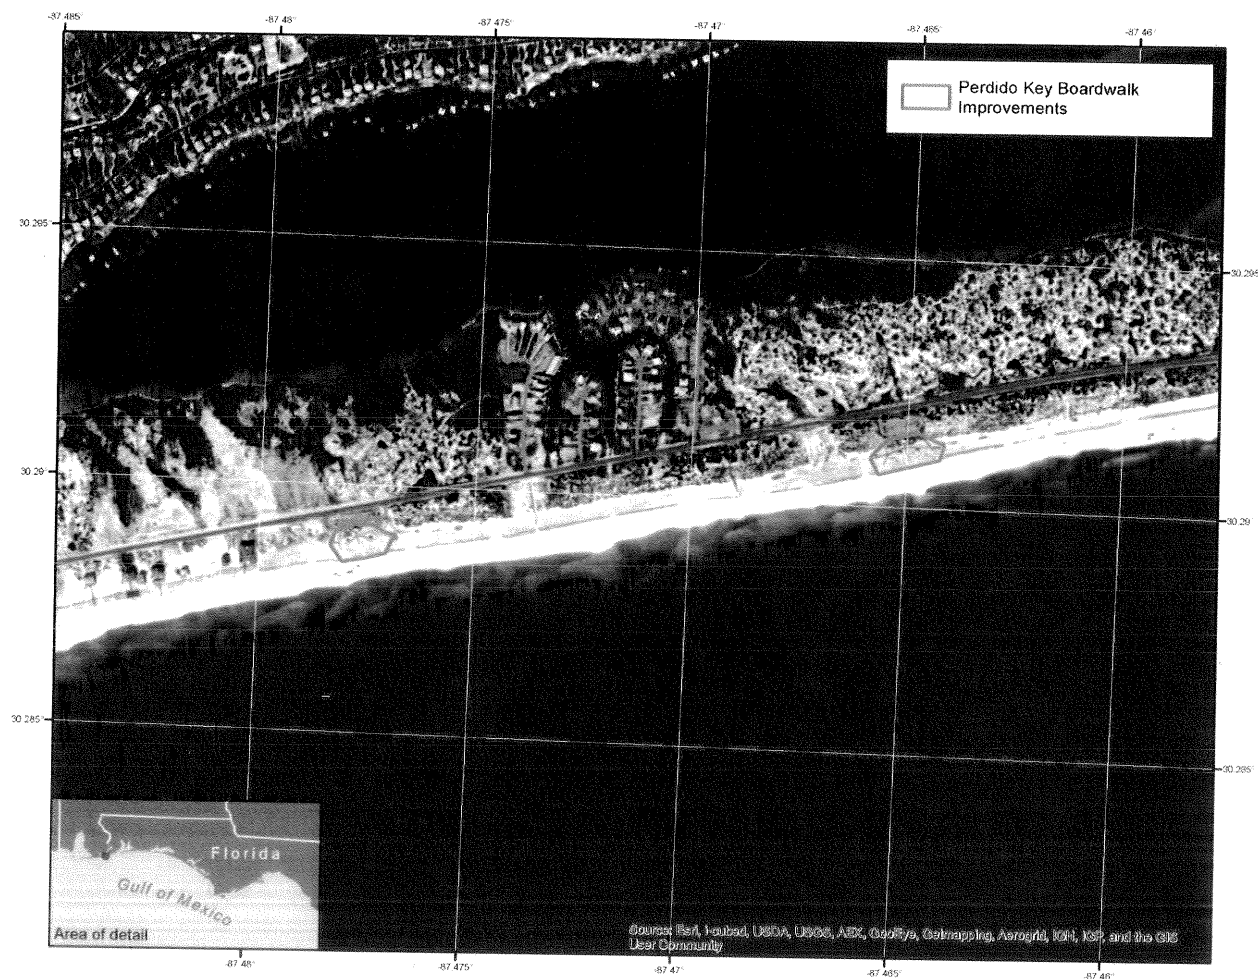 -87.485°
-87.48°
-87.475°
-87.47°
-87.465°
-87.46°
Perdido Key Boardwalk
Improvements
30.295°
30.295°
30.29°
30.29°
30.285°
30.285°
Florida
Gulf of Mexico
Area of detail
Source: Esri, i-cubed, USDA, USGS, AEX, GeoEye, Getmapping, Aerogrid, IGN, IGP, and the GIS
User Community
-87.48°
-87.475°
-87.47°
-87.465°
-87.46°